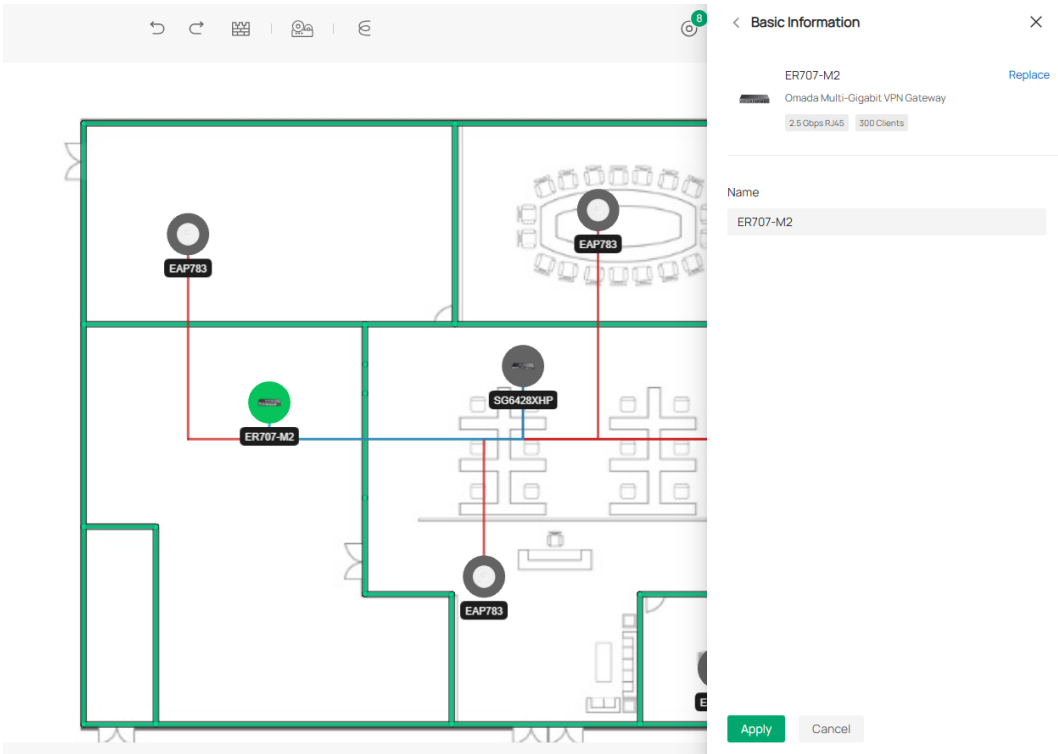 8
Basic Information
ER707-M2
Replace
Omada Multi-Gigabit VPN Gateway
2.5 Gbps RJ45
300 Clients
Name
ER707-M2
EAP783
EAP783
SG6428XHP
ER707-M2
EAP783
E
Apply
Cancel